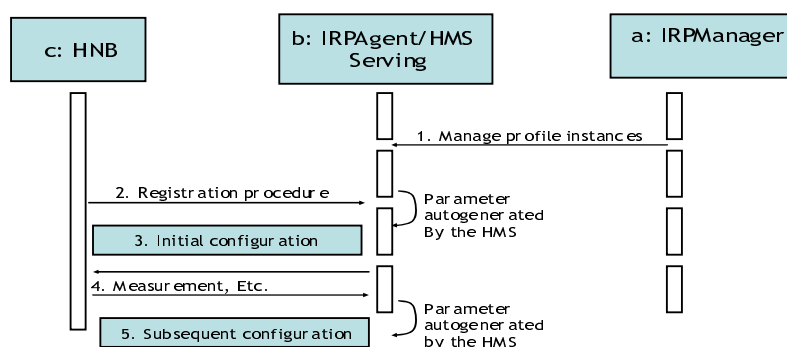 c: HNB
b: IRPAgent/HMS
Serving
a: IRPManager
1. Manage profile instances
2. Registration procedure
Parameter
autogenerated
By the HMS
3. Initial configuration
4. Measurement, Etc.
Parameter
autogenerated
by the HMS
5. Subsequent configuration